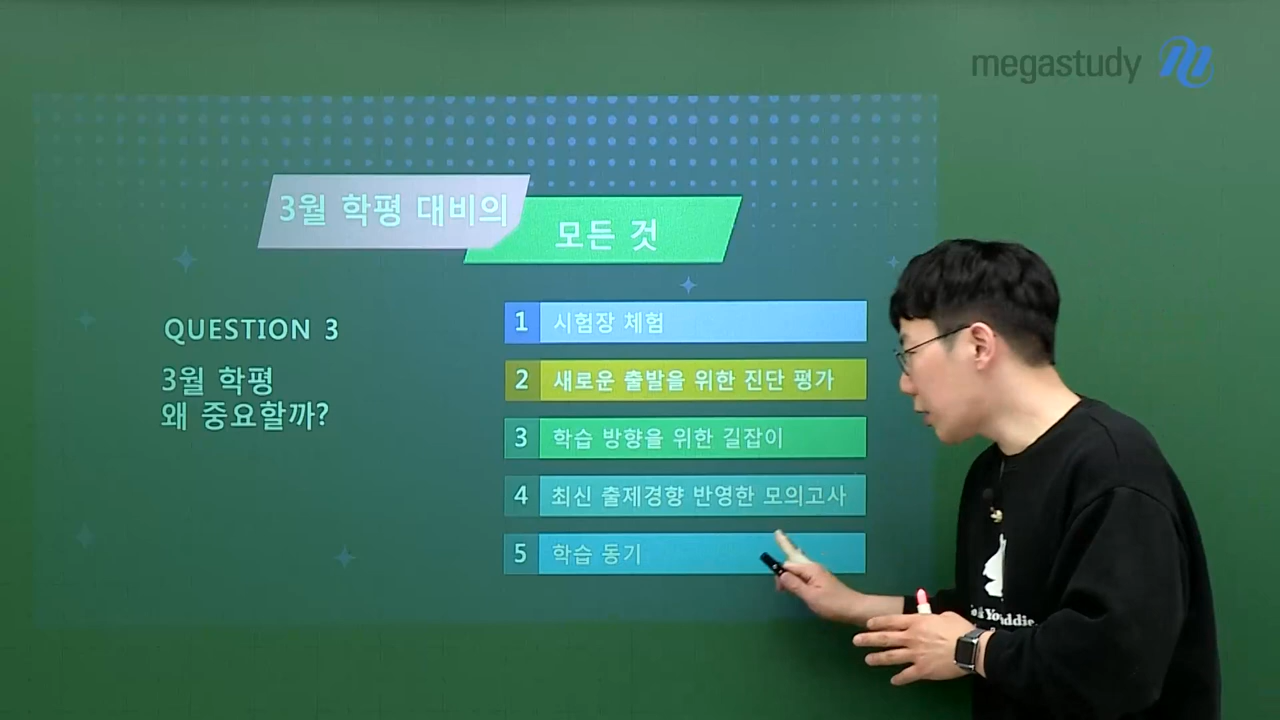 megastudy
3월 학평 대비의
모든 것
QUESTION 3
3월 학평
왜 중요할까?
1 시험장 체험
2 새로운 출발을 위한 진단 평가
3 학습 방향을 위한 길잡이
4 최신 출제경향 반영한 모의고사
5 학습 동기